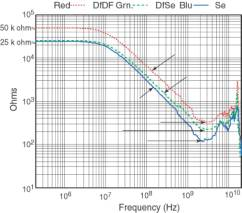 Red DfDF Grn. DfSe Blu Se
10⁵
50 k ohm
25 k ohm
10⁴
Ohms
10³
10²
10¹
10⁶ 10⁷ 10⁸ 10⁹ 10¹⁰
Frequency (Hz)